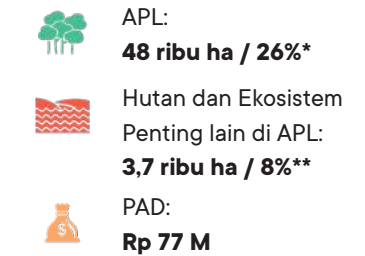 APL:
48 ribu ha / 26%*
Hutan dan Ekosistem
Penting lain di APL:
3,7 ribu ha / 8%**
PAD:
$
Rp 77 M